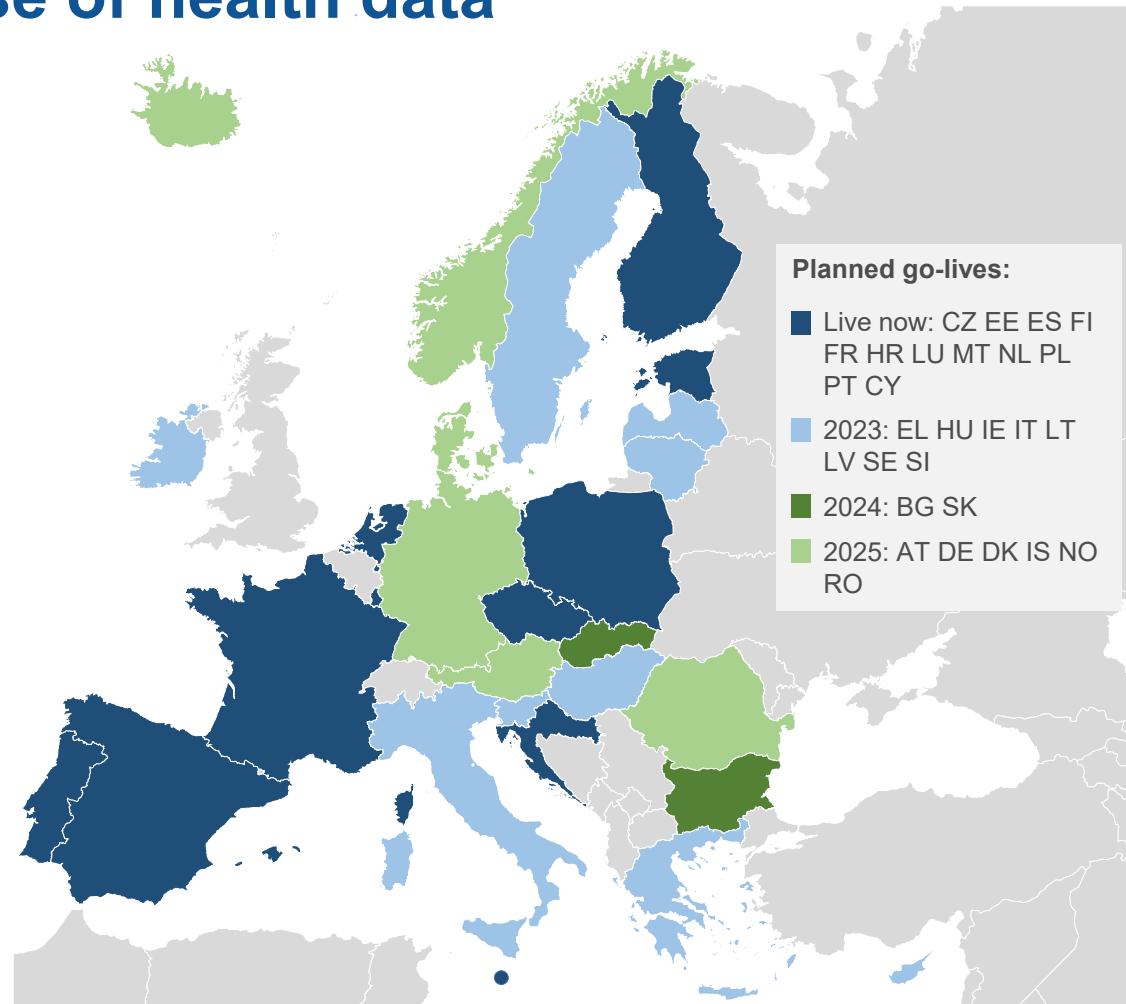 se of health data
Planned go-lives:
Live now: CZ EE ES FI
FR HR LU MT NL PL
PT CY
2023: EL HU IE IT LT
LV SE SI
2024: BG SK
2025: AT DE DK IS NO
RO